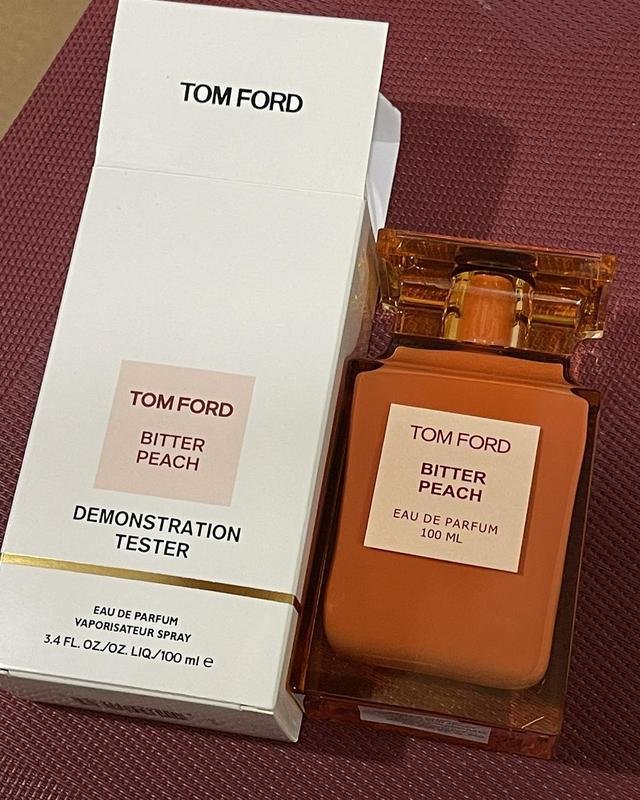 TOM FORD
TOM FORD
BITTER
PEACH
DEMONSTRATION
TESTER
EAU DE PARFUM
VAPORISATEUR SPRAY
3.4 FL. OZ./OZ. LIQ./100 ml ℮
TOM FORD
BITTER
PEACH
EAU DE PARFUM
100 ML